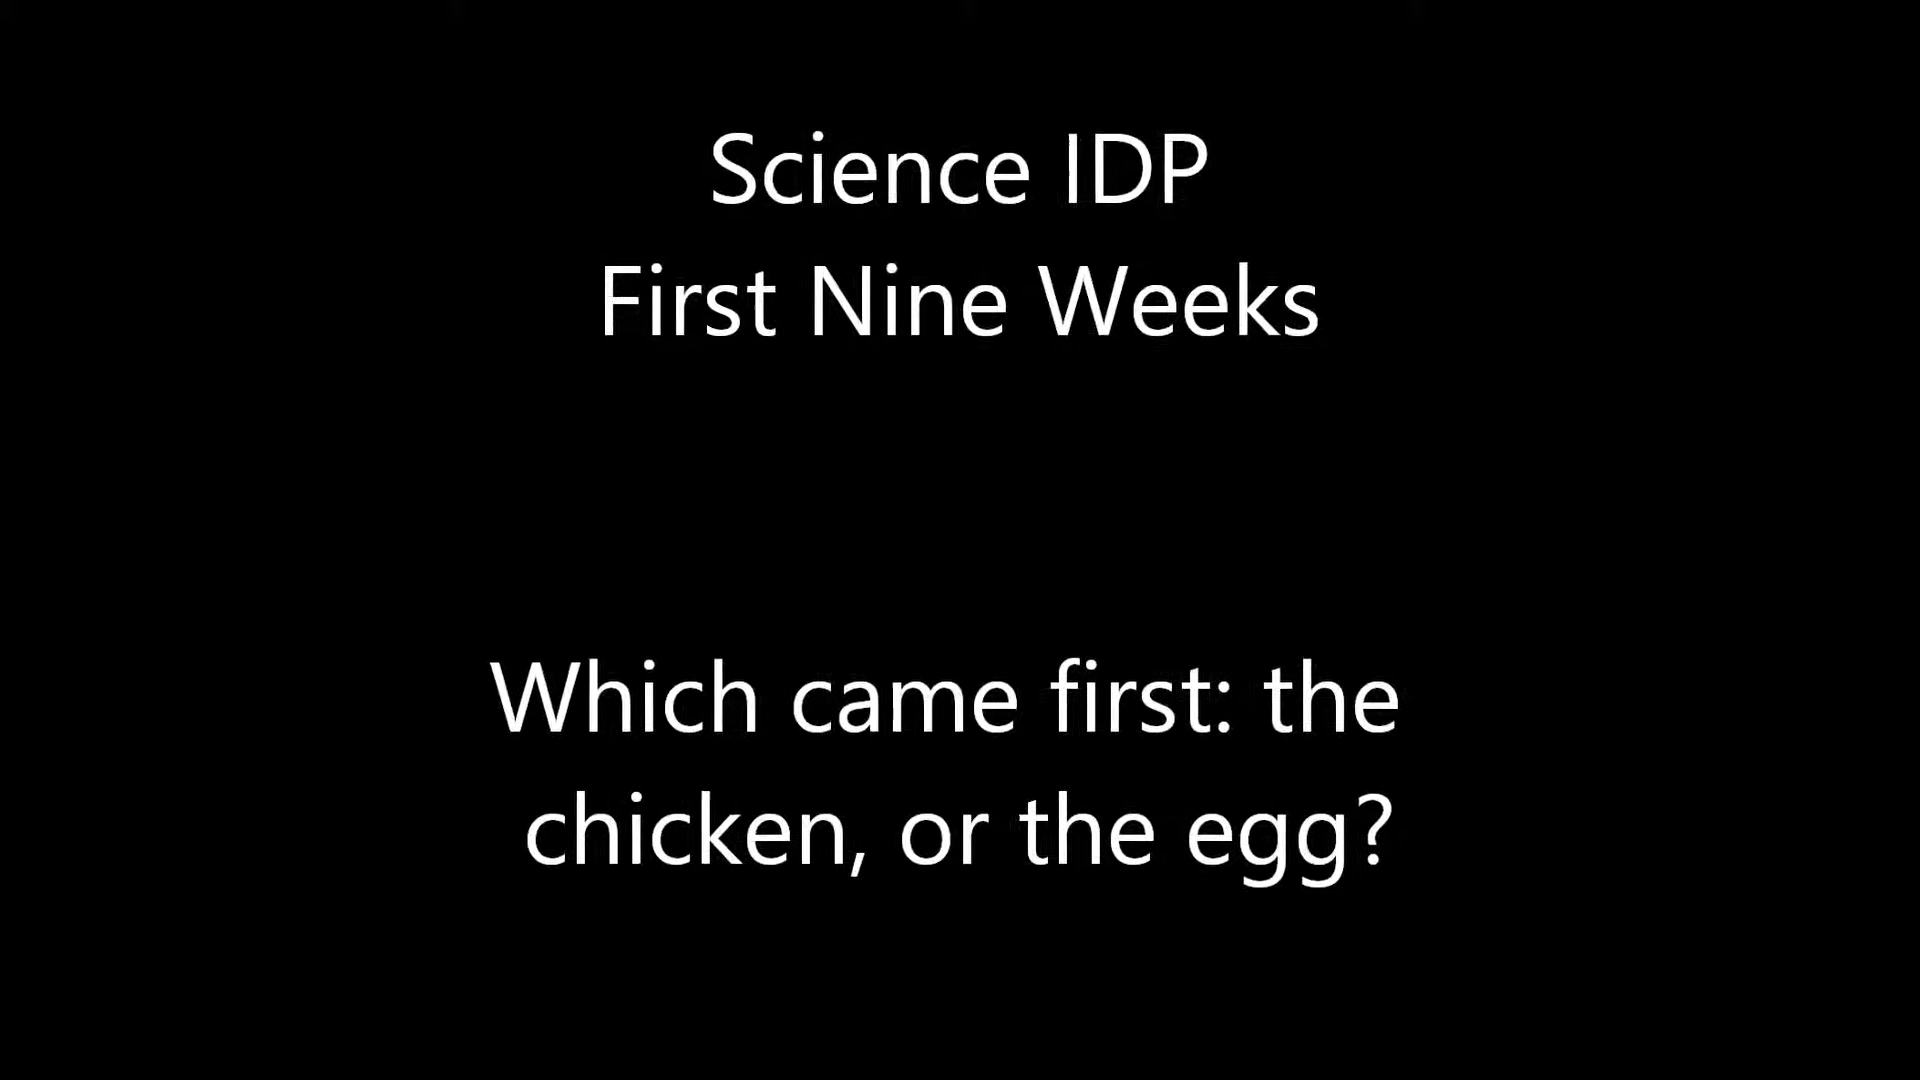 Science IDP
First Nine Weeks
Which came first: the
chicken, or the egg?